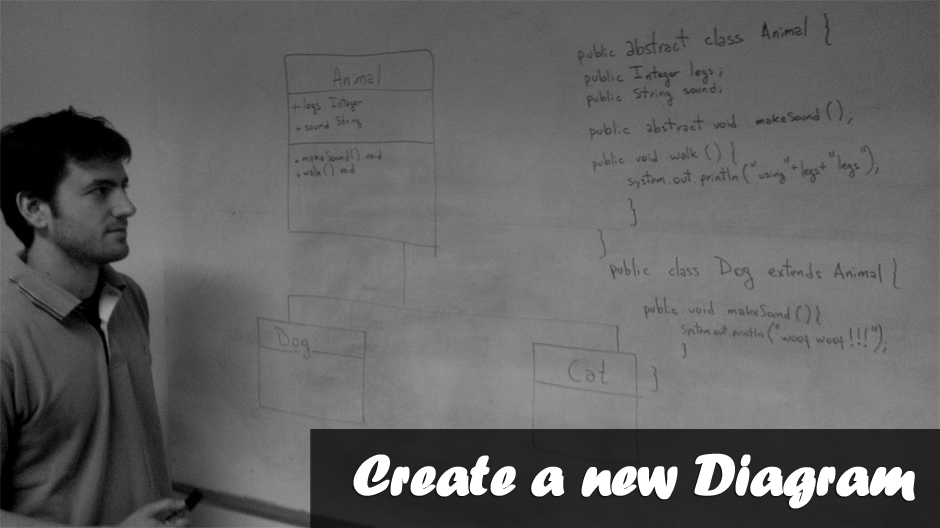 Animal
+ legs Integer
+ sound String
+ makeSound() void
+ walk() void
Dog
Cat
public abstract class Animal {
public Integer legs;
public String sound;
public abstract void makeSound();
public void walk() {
system.out.println("using"+legs+"legs");
}
}
public class Dog extends Animal {
public void makeSound(){
System.out.println("woof woof!!!");
}
}
Create a new Diagram